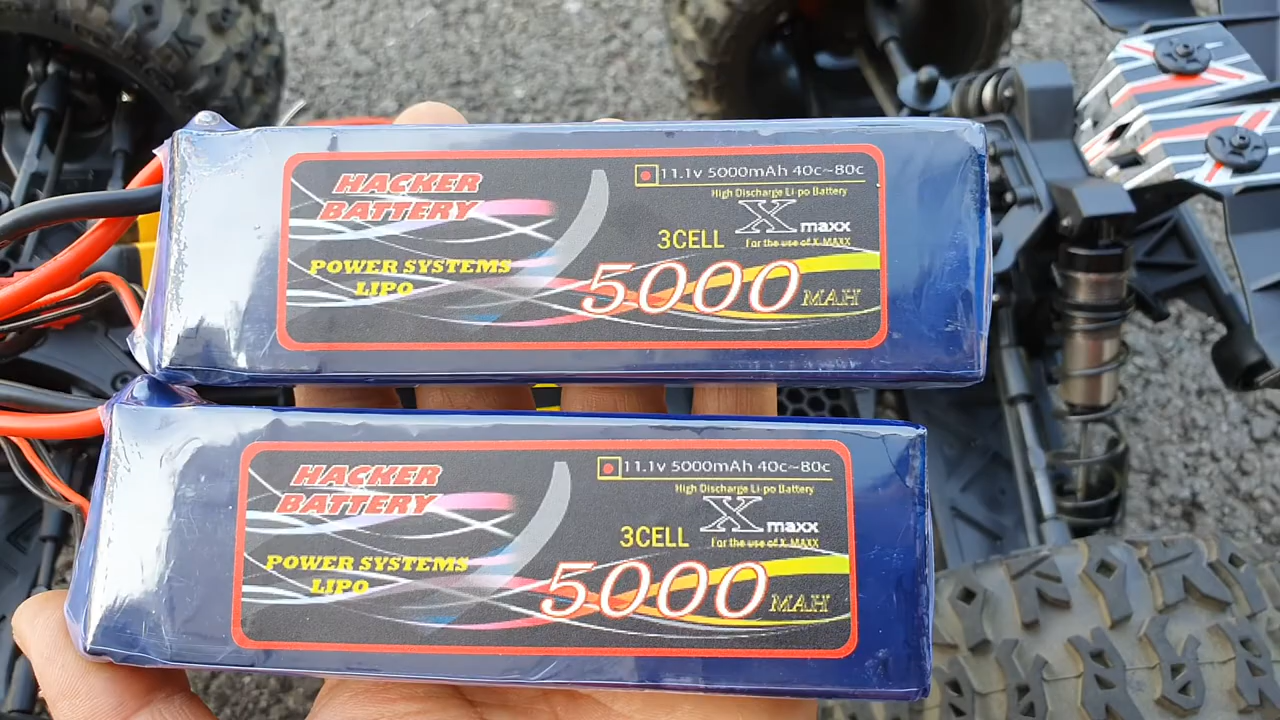 HACKER
BATTERY
POWER SYSTEMS
LIPO
11.1v 5000mAh 40c~80c
High Discharge Li-po Battery
X maxx
3CELL For the use of X-MAXX
5000 MAH
HACKER
BATTERY
POWER SYSTEMS
LIPO
11.1v 5000mAh 40c~80c
High Discharge Li-po Battery
X maxx
3CELL For the use of X-MAXX
5000 MAH